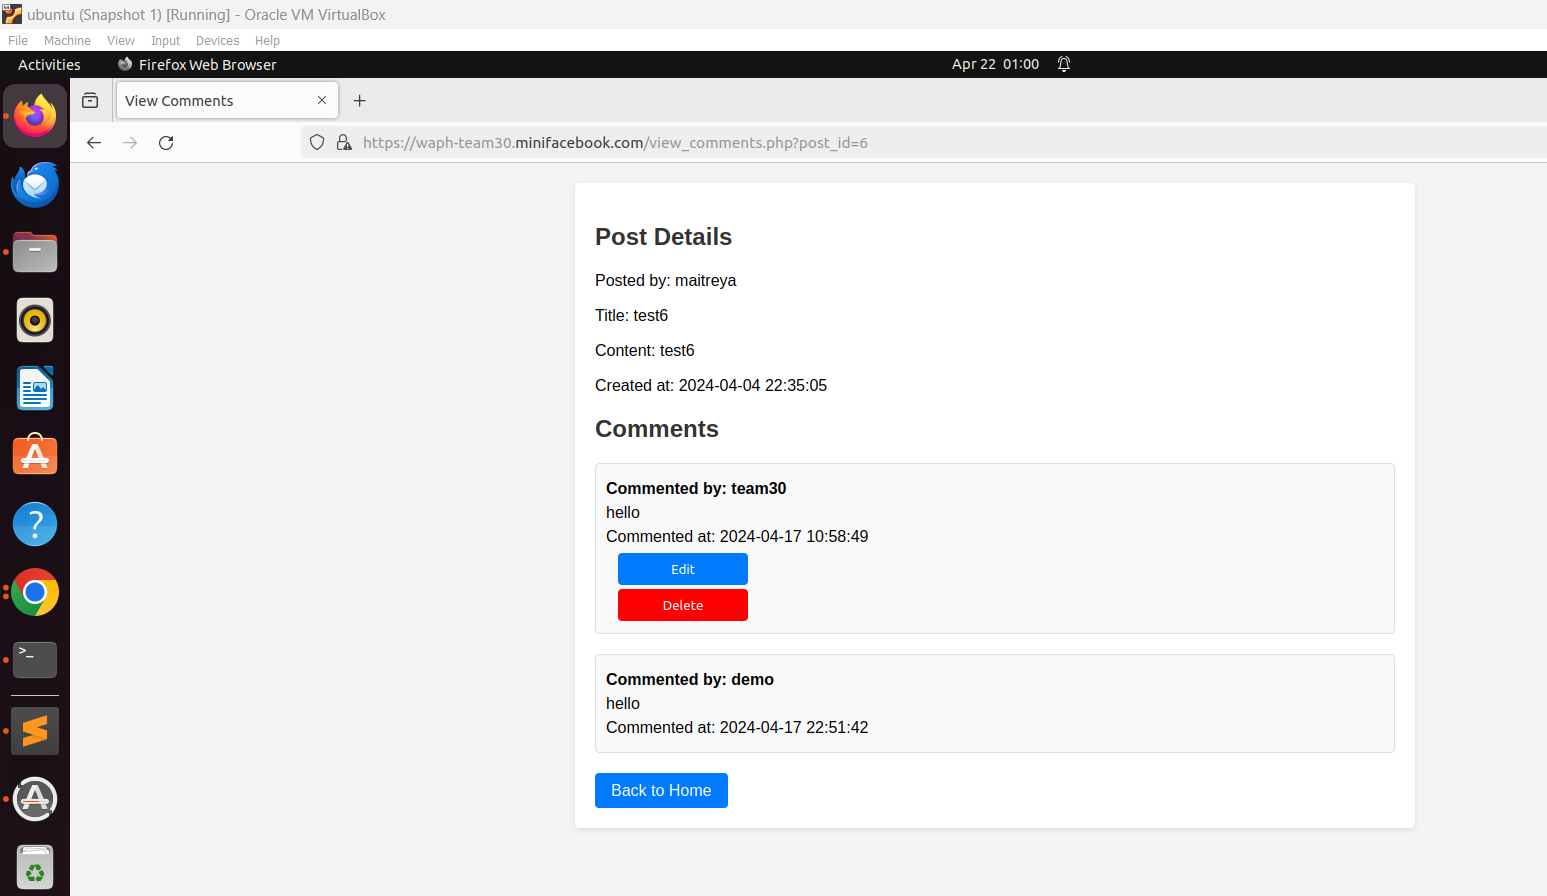 ubuntu (Snapshot 1) [Running] - Oracle VM VirtualBox
File Machine View Input Devices Help
Activities Firefox Web Browser Apr 22 01:00
View Comments
https://waph-team30.minifacebook.com/view_comments.php?post_id=6
Post Details
Posted by: maitreya
Title: test6
Content: test6
Created at: 2024-04-04 22:35:05
Comments
Commented by: team30
hello
Commented at: 2024-04-17 10:58:49
Edit
Delete
Commented by: demo
hello
Commented at: 2024-04-17 22:51:42
Back to Home